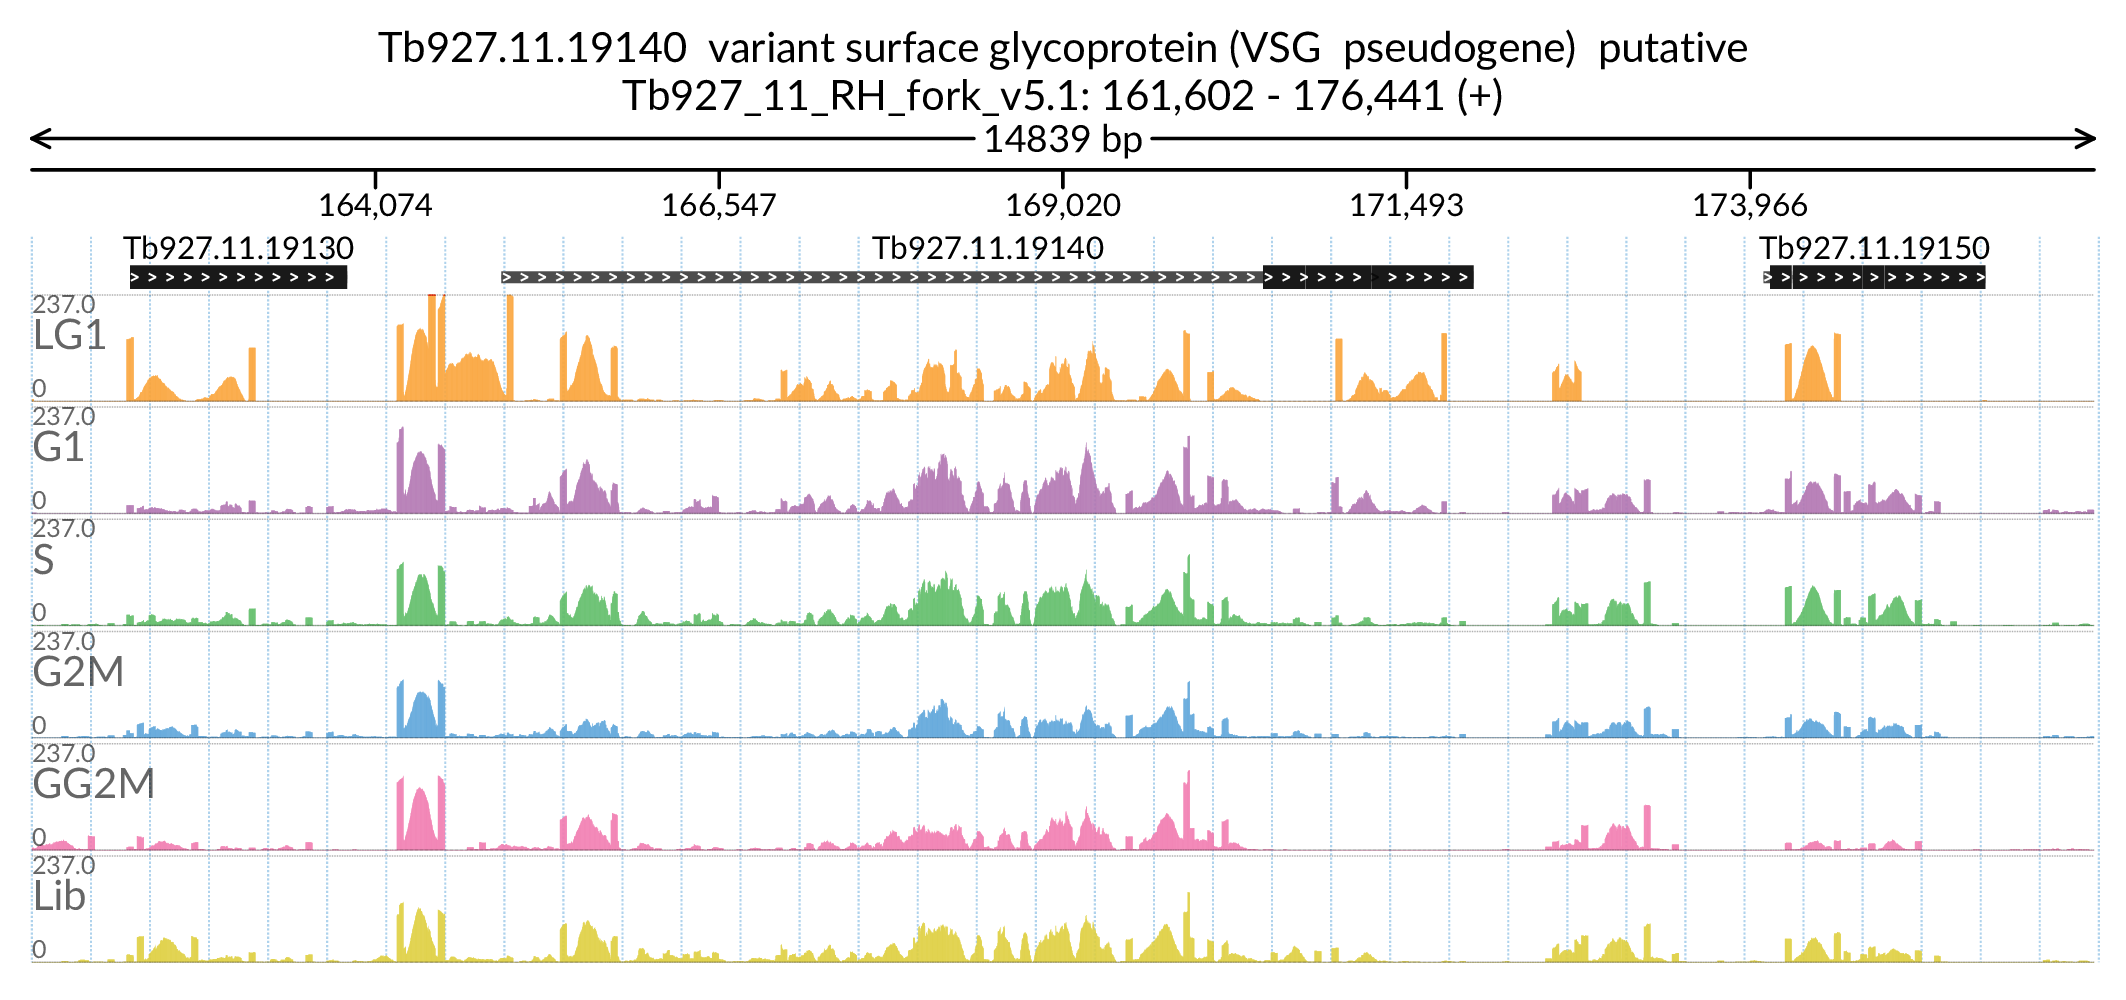 Tb927.11.19140  variant surface glycoprotein (VSG  pseudogene)  putative
Tb927_11_RH_fork_v5.1: 161,602 - 176,441 (+)
14839 bp
164,074 166,547 169,020 171,493 173,966
Tb927.11.19130 Tb927.11.19140 Tb927.11.19150
237.0
LG1
0
237.0
G1
0
237.0
S
0
237.0
G2M
0
237.0
GG2M
0
237.0
Lib
0